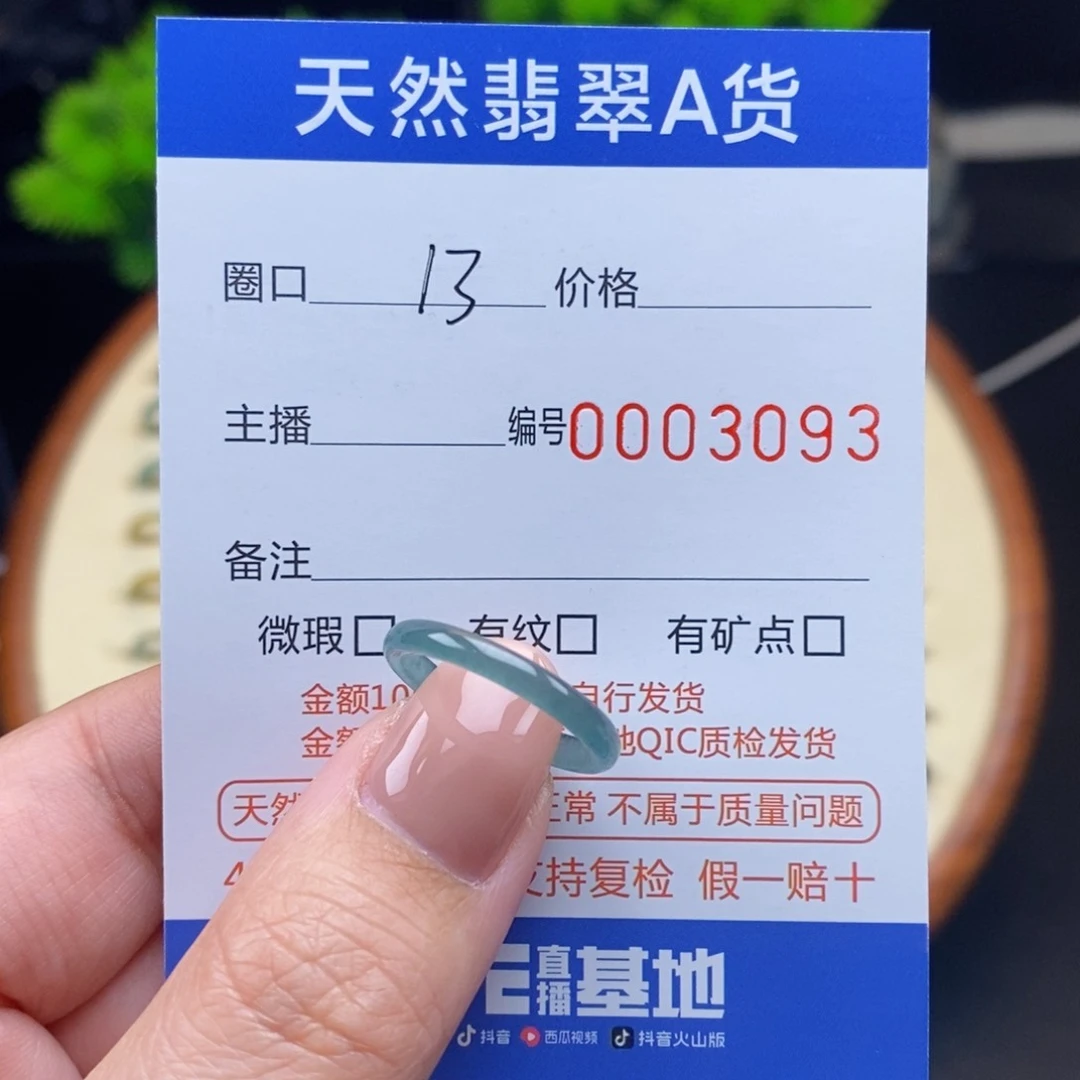 天然翡翠A货
圈口 13 价格
主播 编号0003093
备注
微瑕□ 有纹□ 有矿点□
金额10 自行发货
金额 地QIC质检发货
天然 正常 不属于质量问题
支持复检 假一赔十
直播基地
抖音 西瓜视频 抖音火山版